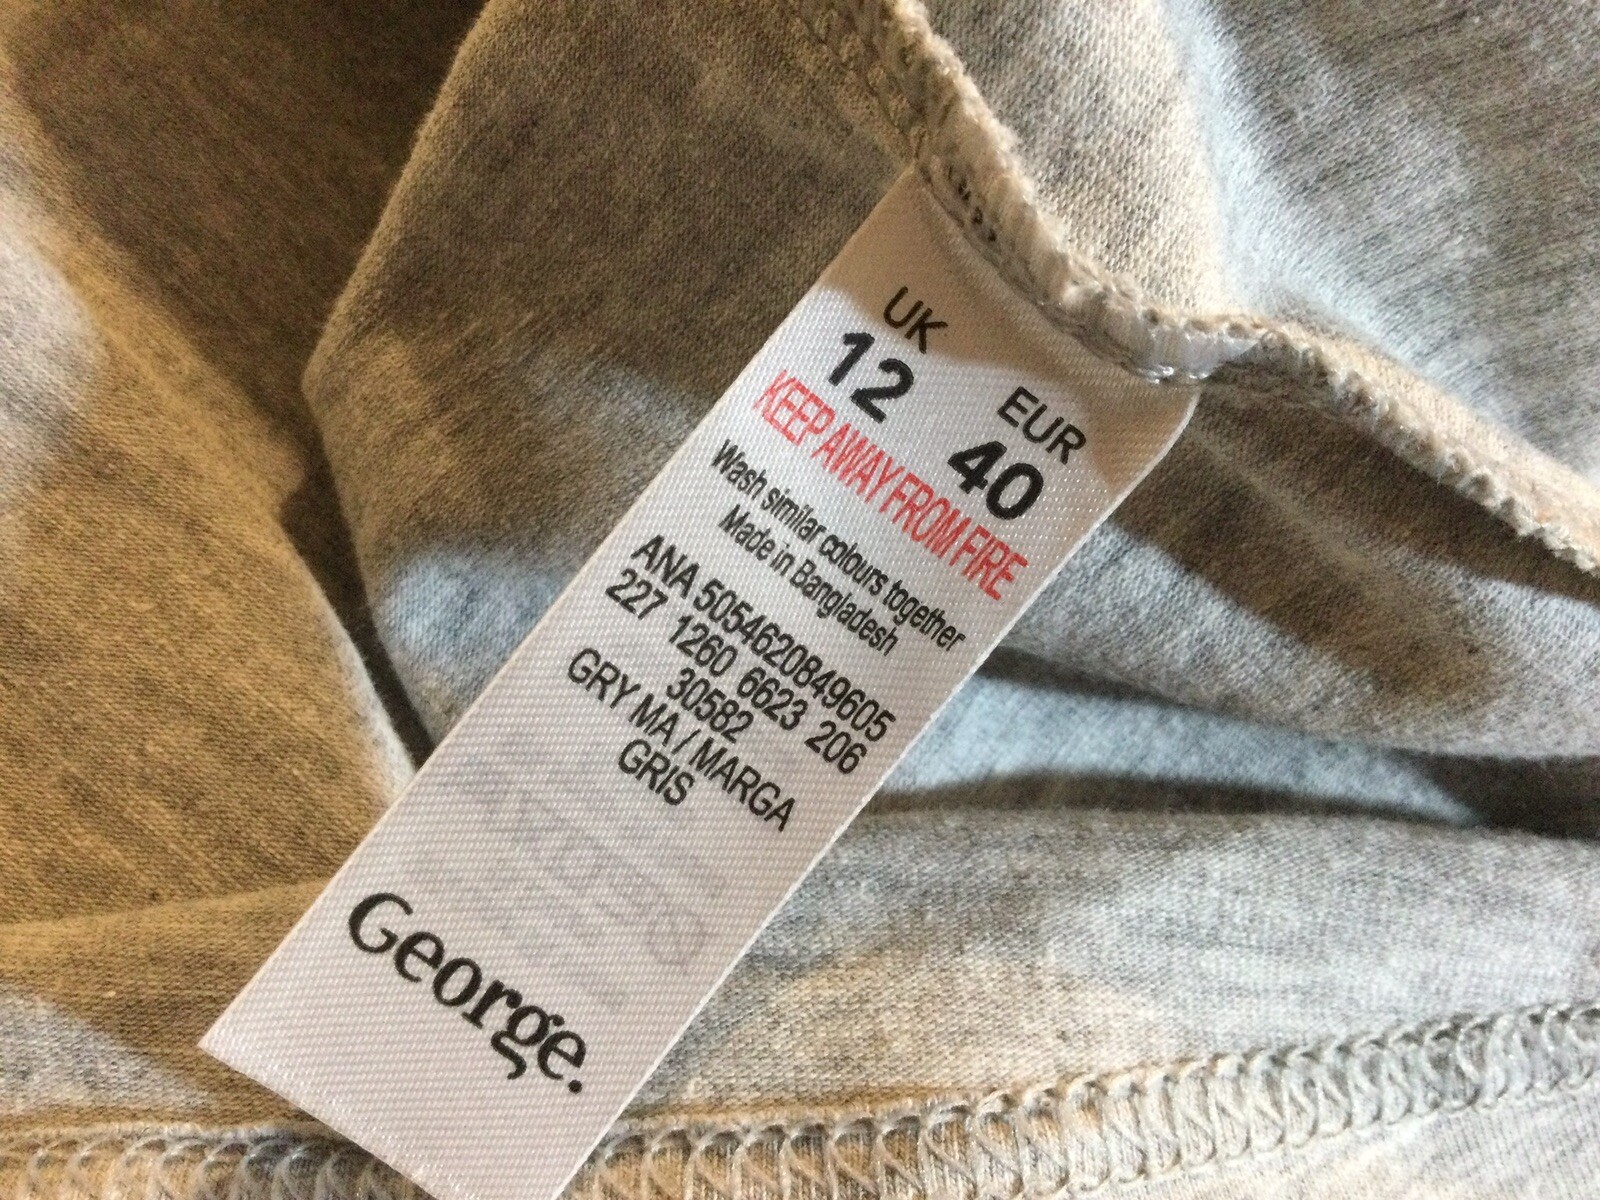 UK EUR
12 40
KEEP AWAY FROM FIRE
Wash similar colours together
Made in Bangladesh
ANA 5054620849605
227 1260 6623 206
30582
GRY MA / MARGA
GRIS
George.